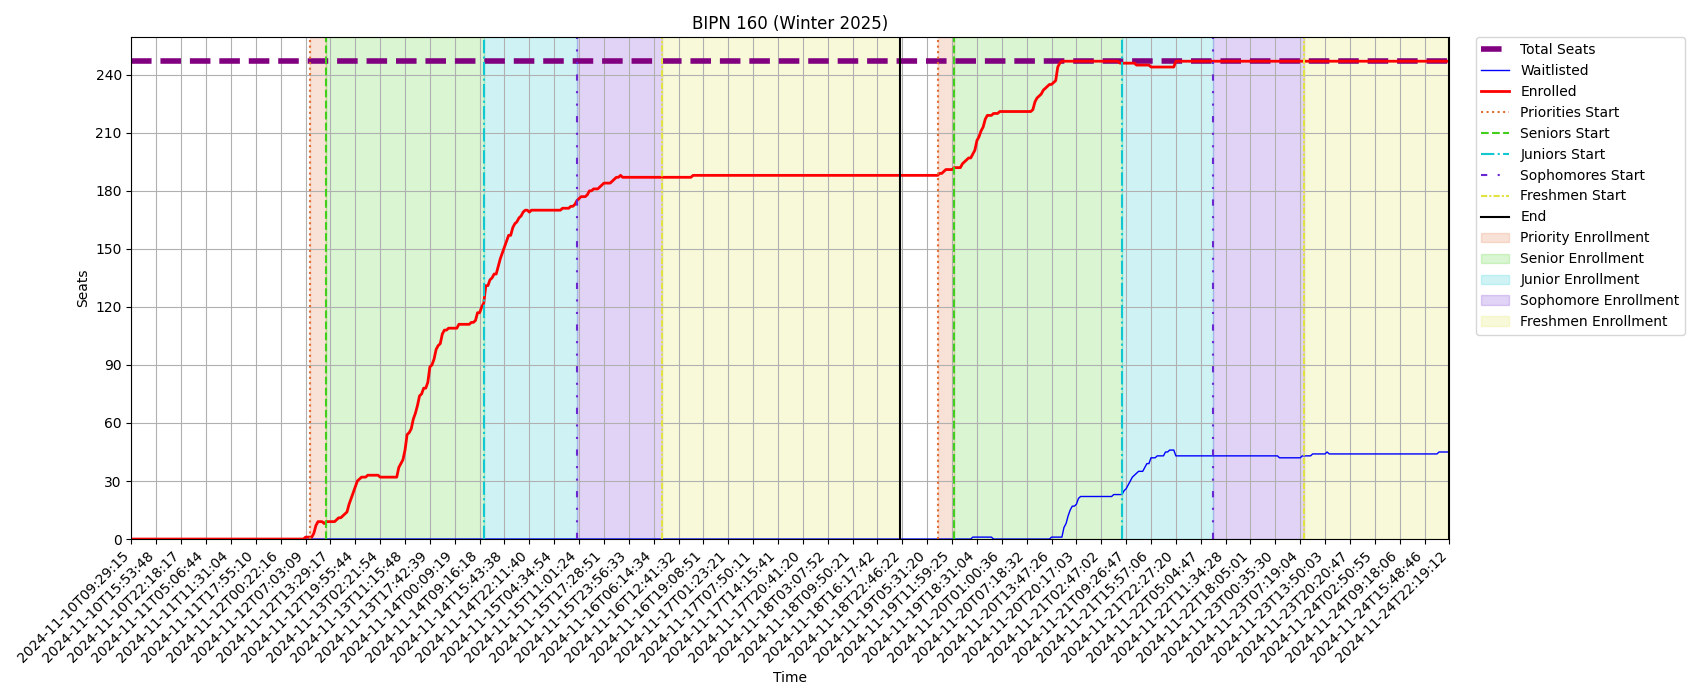 BIPN 160 (Winter 2025)
Total Seats
Waitlisted
Enrolled
Priorities Start
Seniors Start
Juniors Start
Sophomores Start
Freshmen Start
End
Priority Enrollment
Senior Enrollment
Junior Enrollment
Sophomore Enrollment
Freshmen Enrollment
Seats
240
210
180
150
120
90
60
30
0
2024-11-10T09:29:15
2024-11-10T15:53:48
2024-11-10T22:18:17
2024-11-11T05:06:44
2024-11-11T11:31:04
2024-11-11T17:55:10
2024-11-12T00:22:16
2024-11-12T07:03:09
2024-11-12T13:29:17
2024-11-12T19:55:44
2024-11-13T03:21:54
2024-11-13T11:15:48
2024-11-13T17:42:39
2024-11-14T00:09:19
2024-11-14T09:16:18
2024-11-14T15:43:38
2024-11-14T22:11:40
2024-11-15T04:34:54
2024-11-15T11:01:24
2024-11-15T17:28:51
2024-11-15T23:56:33
2024-11-16T06:14:34
2024-11-16T12:41:32
2024-11-16T19:08:51
2024-11-17T01:23:21
2024-11-17T07:50:11
2024-11-17T14:15:41
2024-11-17T20:41:20
2024-11-18T03:07:52
2024-11-18T09:50:21
2024-11-18T16:17:42
2024-11-18T22:46:22
2024-11-19T05:31:20
2024-11-19T11:59:25
2024-11-19T18:31:04
2024-11-20T01:00:36
2024-11-20T07:18:32
2024-11-20T13:47:26
2024-11-20T20:17:03
2024-11-21T02:47:02
2024-11-21T09:26:47
2024-11-21T15:57:06
2024-11-21T22:27:20
2024-11-22T05:04:47
2024-11-22T11:34:28
2024-11-22T18:05:01
2024-11-23T00:35:30
2024-11-23T07:19:04
2024-11-23T13:50:03
2024-11-23T20:20:47
2024-11-24T02:50:55
2024-11-24T09:18:06
2024-11-24T15:48:46
2024-11-24T22:19:12
Time